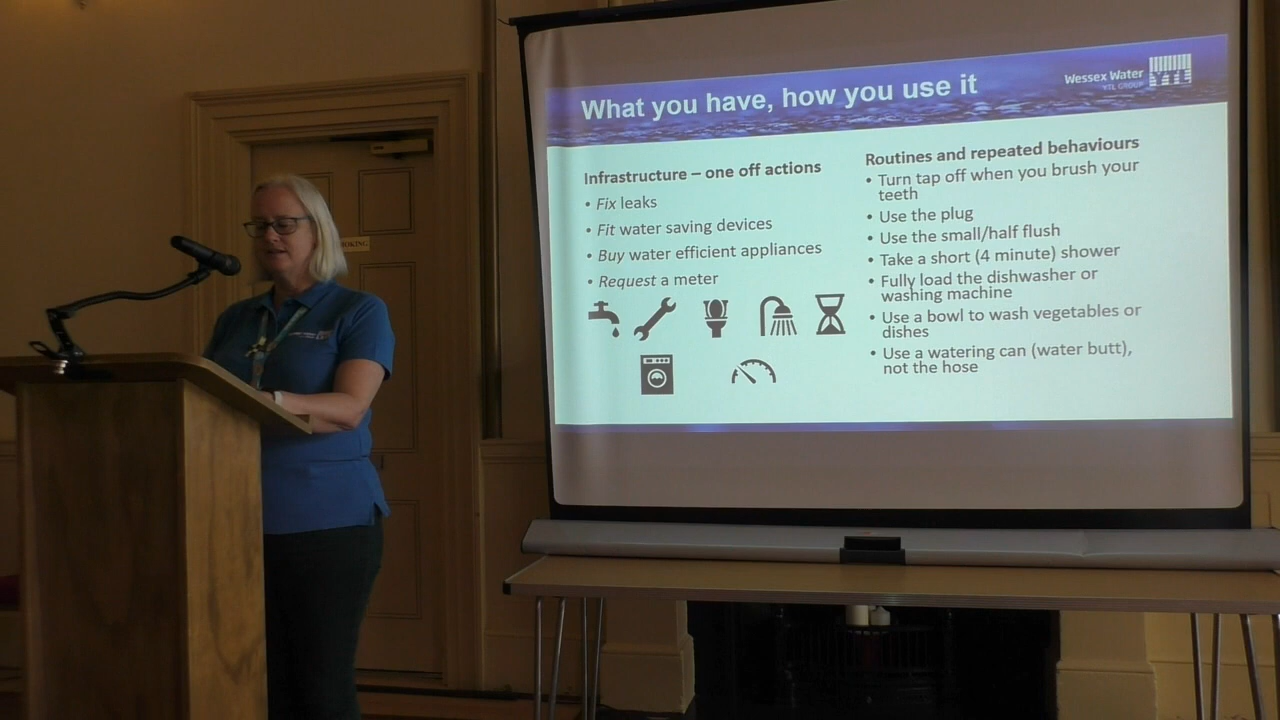 What you have, how you use it
Wessex Water
YTL GROUP
YTL
Infrastructure – one off actions
• Fix leaks
• Fit water saving devices
• Buy water efficient appliances
• Request a meter
Routines and repeated behaviours
• Turn tap off when you brush your
teeth
• Use the plug
• Use the small/half flush
• Take a short (4 minute) shower
• Fully load the dishwasher or
washing machine
• Use a bowl to wash vegetables or
dishes
• Use a watering can (water butt),
not the hose